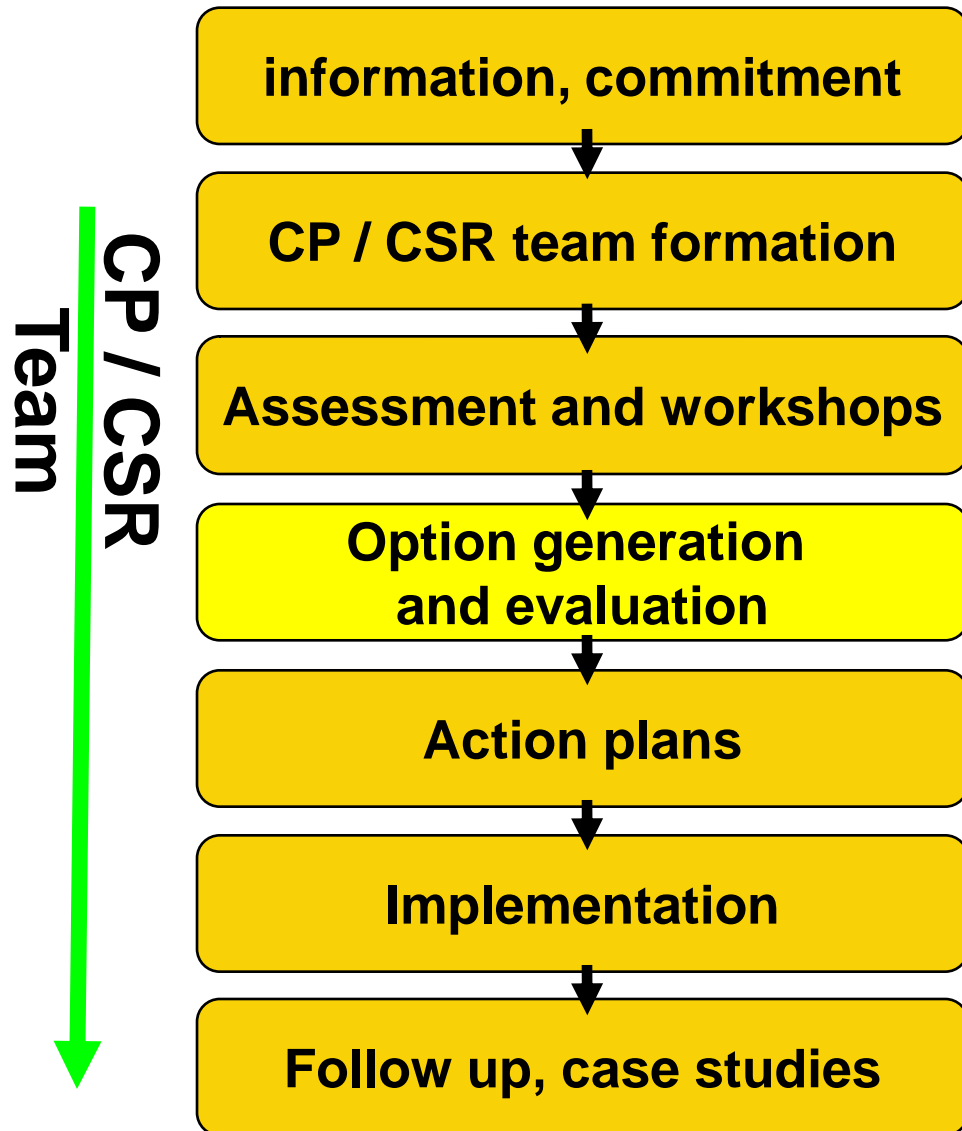 information, commitment
CP / CSR team formation
Assessment and workshops
Option generation
and evaluation
Action plans
Implementation
Follow up, case studies
CP / CSR
Team